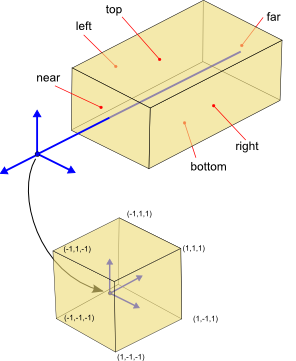 top
left
far
near
right
bottom
(-1,1,1)
(-1,1,-1)
(1,1,1)
(-1,-1,-1)
(1,-1,1)
(1,-1,-1)